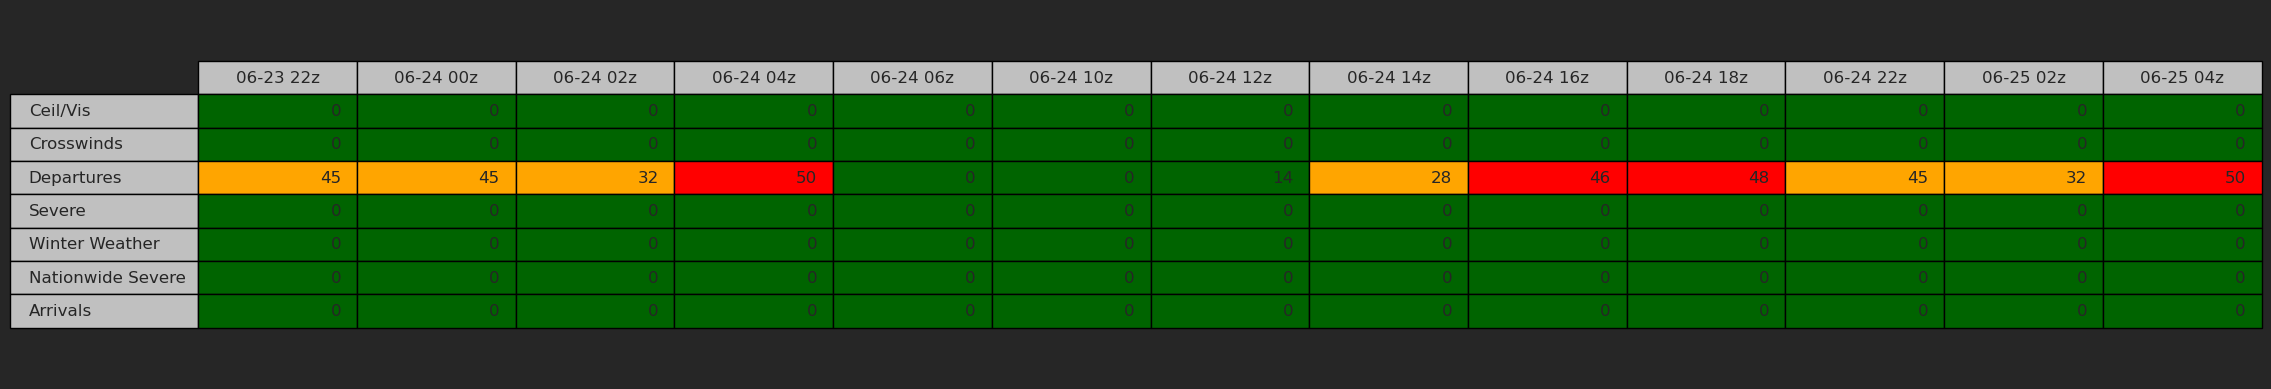 06-23 22z 06-24 00z 06-24 02z 06-24 04z 06-24 06z 06-24 10z 06-24 12z 06-24 14z 06-24 16z 06-24 18z 06-24 22z 06-25 02z 06-25 04z
Ceil/Vis 0 0 0 0 0 0 0 0 0 0 0 0 0
Crosswinds 0 0 0 0 0 0 0 0 0 0 0 0 0
Departures 45 45 32 50 0 0 14 28 46 48 45 32 50
Severe 0 0 0 0 0 0 0 0 0 0 0 0 0
Winter Weather 0 0 0 0 0 0 0 0 0 0 0 0 0
Nationwide Severe 0 0 0 0 0 0 0 0 0 0 0 0 0
Arrivals 0 0 0 0 0 0 0 0 0 0 0 0 0